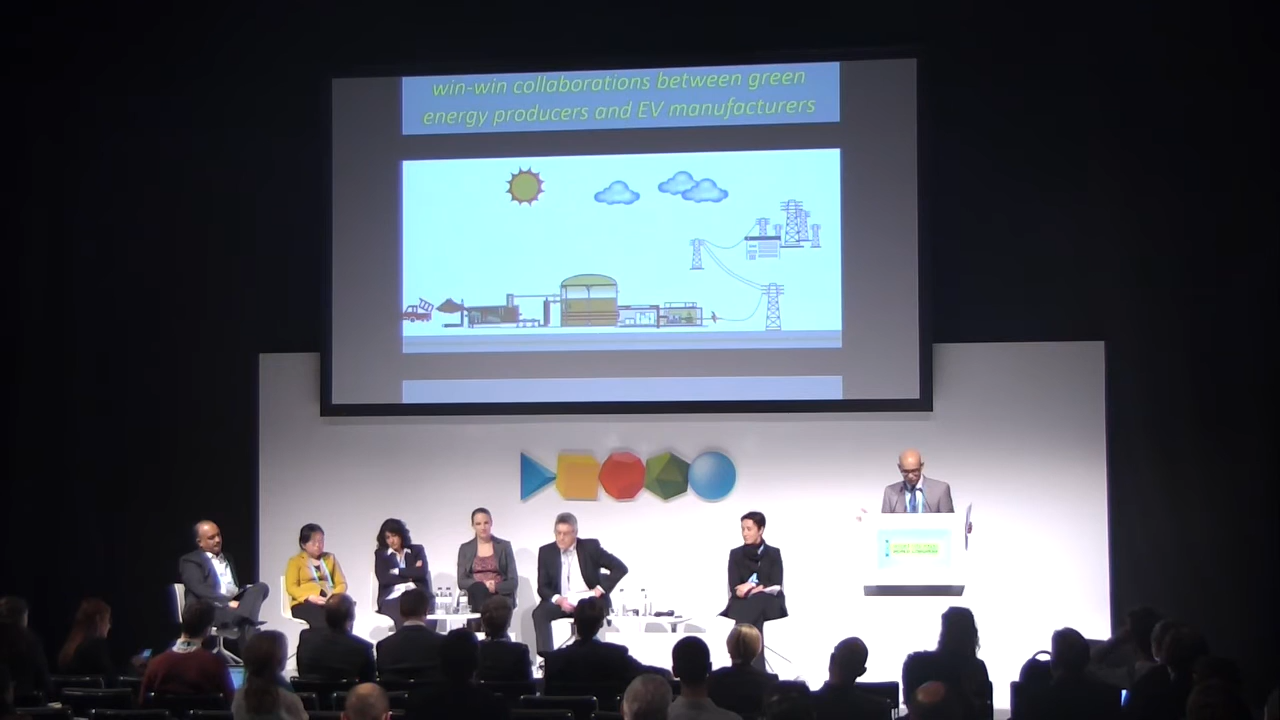 win-win collaborations between green
energy producers and EV manufacturers